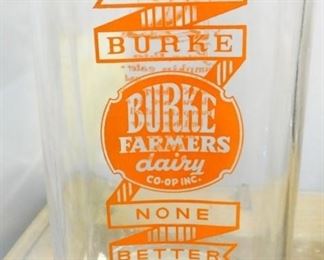 BURKE
BURKE
FARMERS
dairy
CO-OP INC.
NONE
BETTER